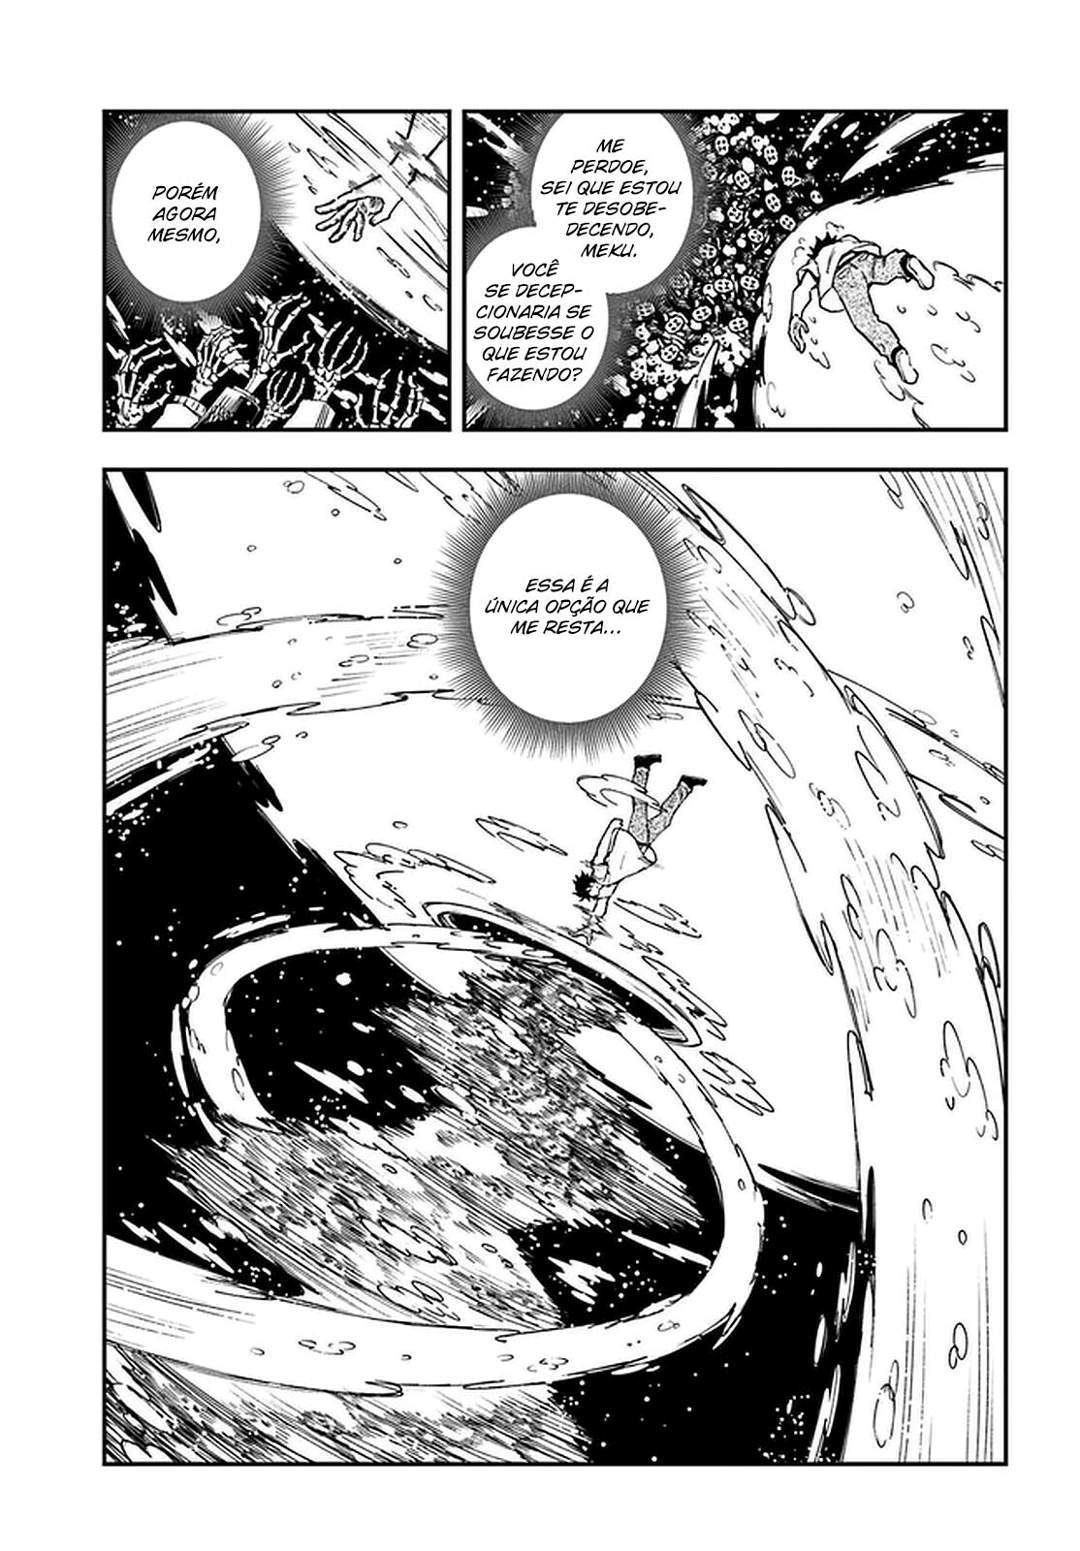 ME
PERDOE,
SEI QUE ESTOU
TE DESOBE-
DECENDO,
MEKU.
VOCÊ
SE DECEP-
CIONARIA SE
SOUBESSE O
QUE ESTOU
FAZENDO?
PORÉM
AGORA
MESMO,
ESSA É A
ÚNICA OPÇÃO QUE
ME RESTA...